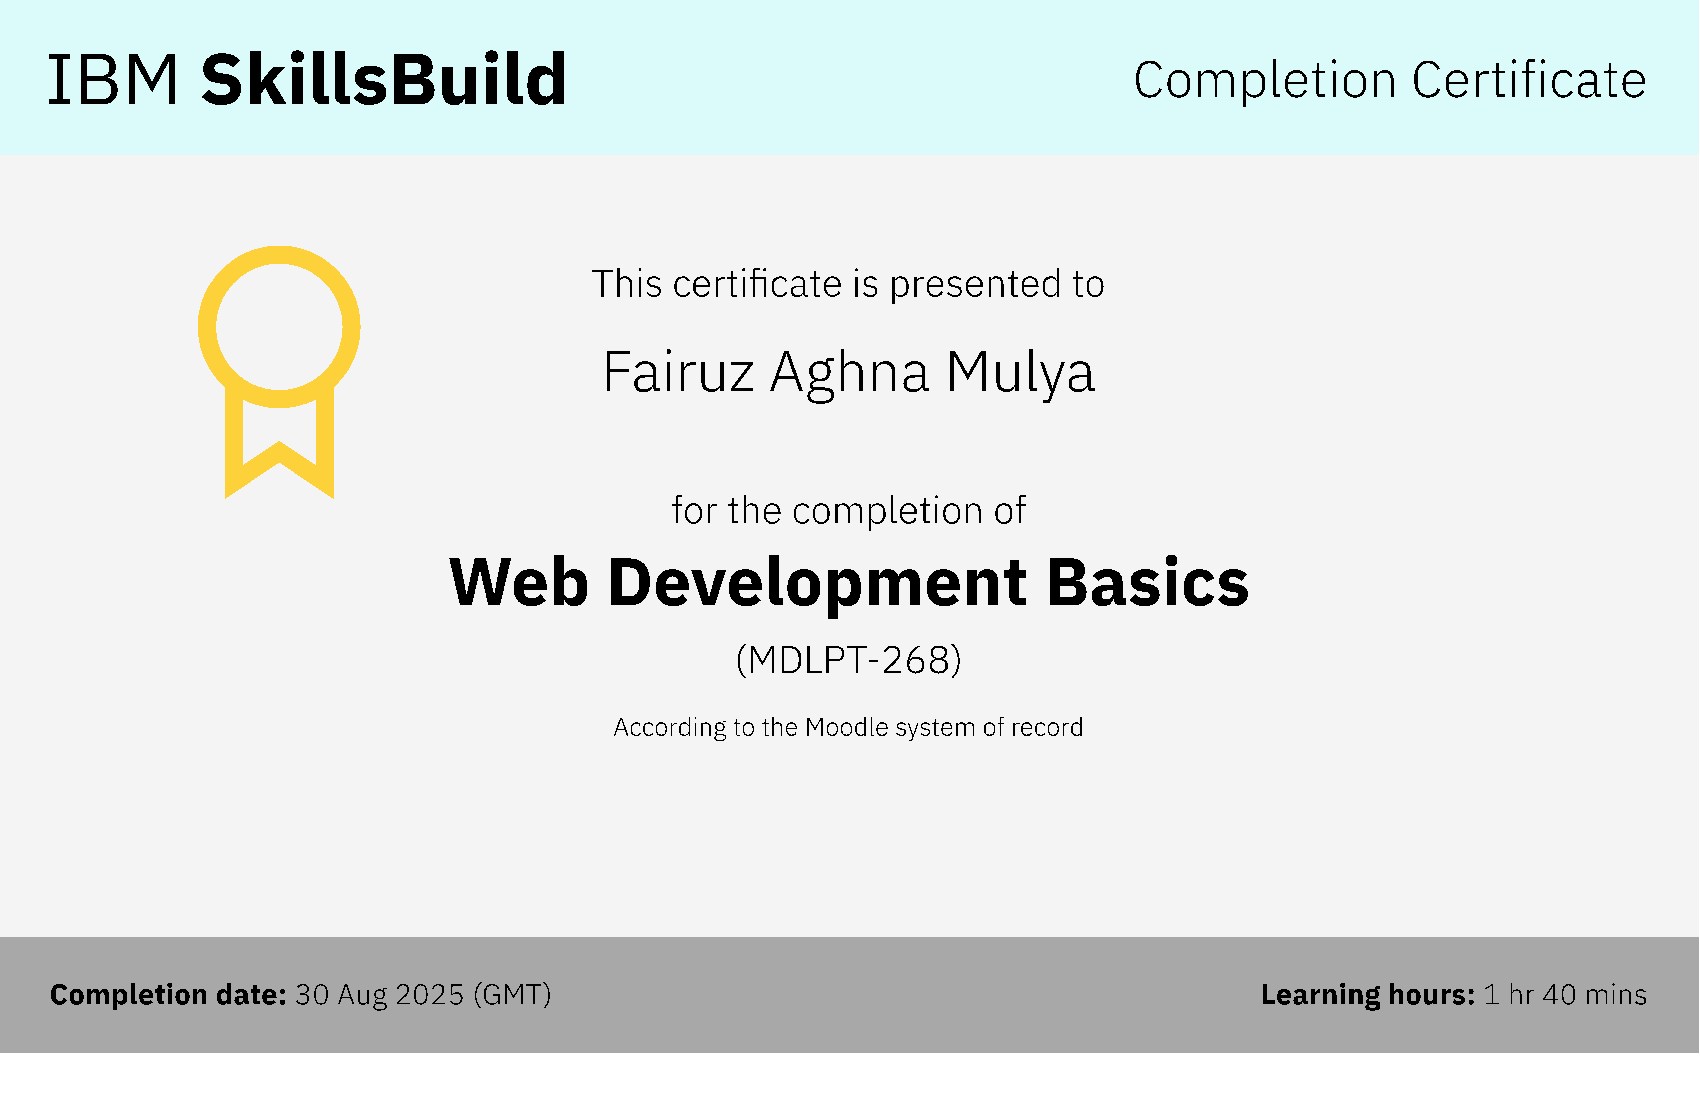 IBM SkillsBuild
Completion Certificate
This certificate is presented to
Fairuz Aghna Mulya
for the completion of
Web Development Basics
(MDLPT-268)
According to the Moodle system of record
Completion date: 30 Aug 2025 (GMT)
Learning hours: 1 hr 40 mins